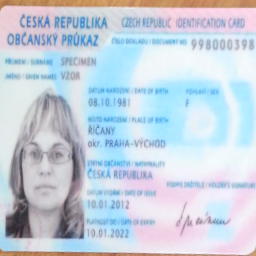 ČESKÁ REPUBLIKA CZECH REPUBLIC IDENTIFICATION CARD
OBČANSKÝ PRŮKAZ ČÍSLO DOKLADU / DOCUMENT NO. 998000398
PŘÍJMENÍ / SURNAME SPECIMEN
JMÉNO / GIVEN NAMES VZOR
DATUM NAROZENÍ / DATE OF BIRTH POHLAVÍ / SEX
08.10.1981 F
MÍSTO NAROZENÍ / PLACE OF BIRTH
ŘÍČANY
okr. PRAHA-VÝCHOD
STÁTNÍ OBČANSTVÍ / NATIONALITY
ČESKÁ REPUBLIKA
DATUM VYDÁNÍ / DATE OF ISSUE PODPIS DRŽITELE / HOLDER'S SIGNATURE
10.01.2012
PLATNOST DO / DATE OF EXPIRY
10.01.2022 Specimen